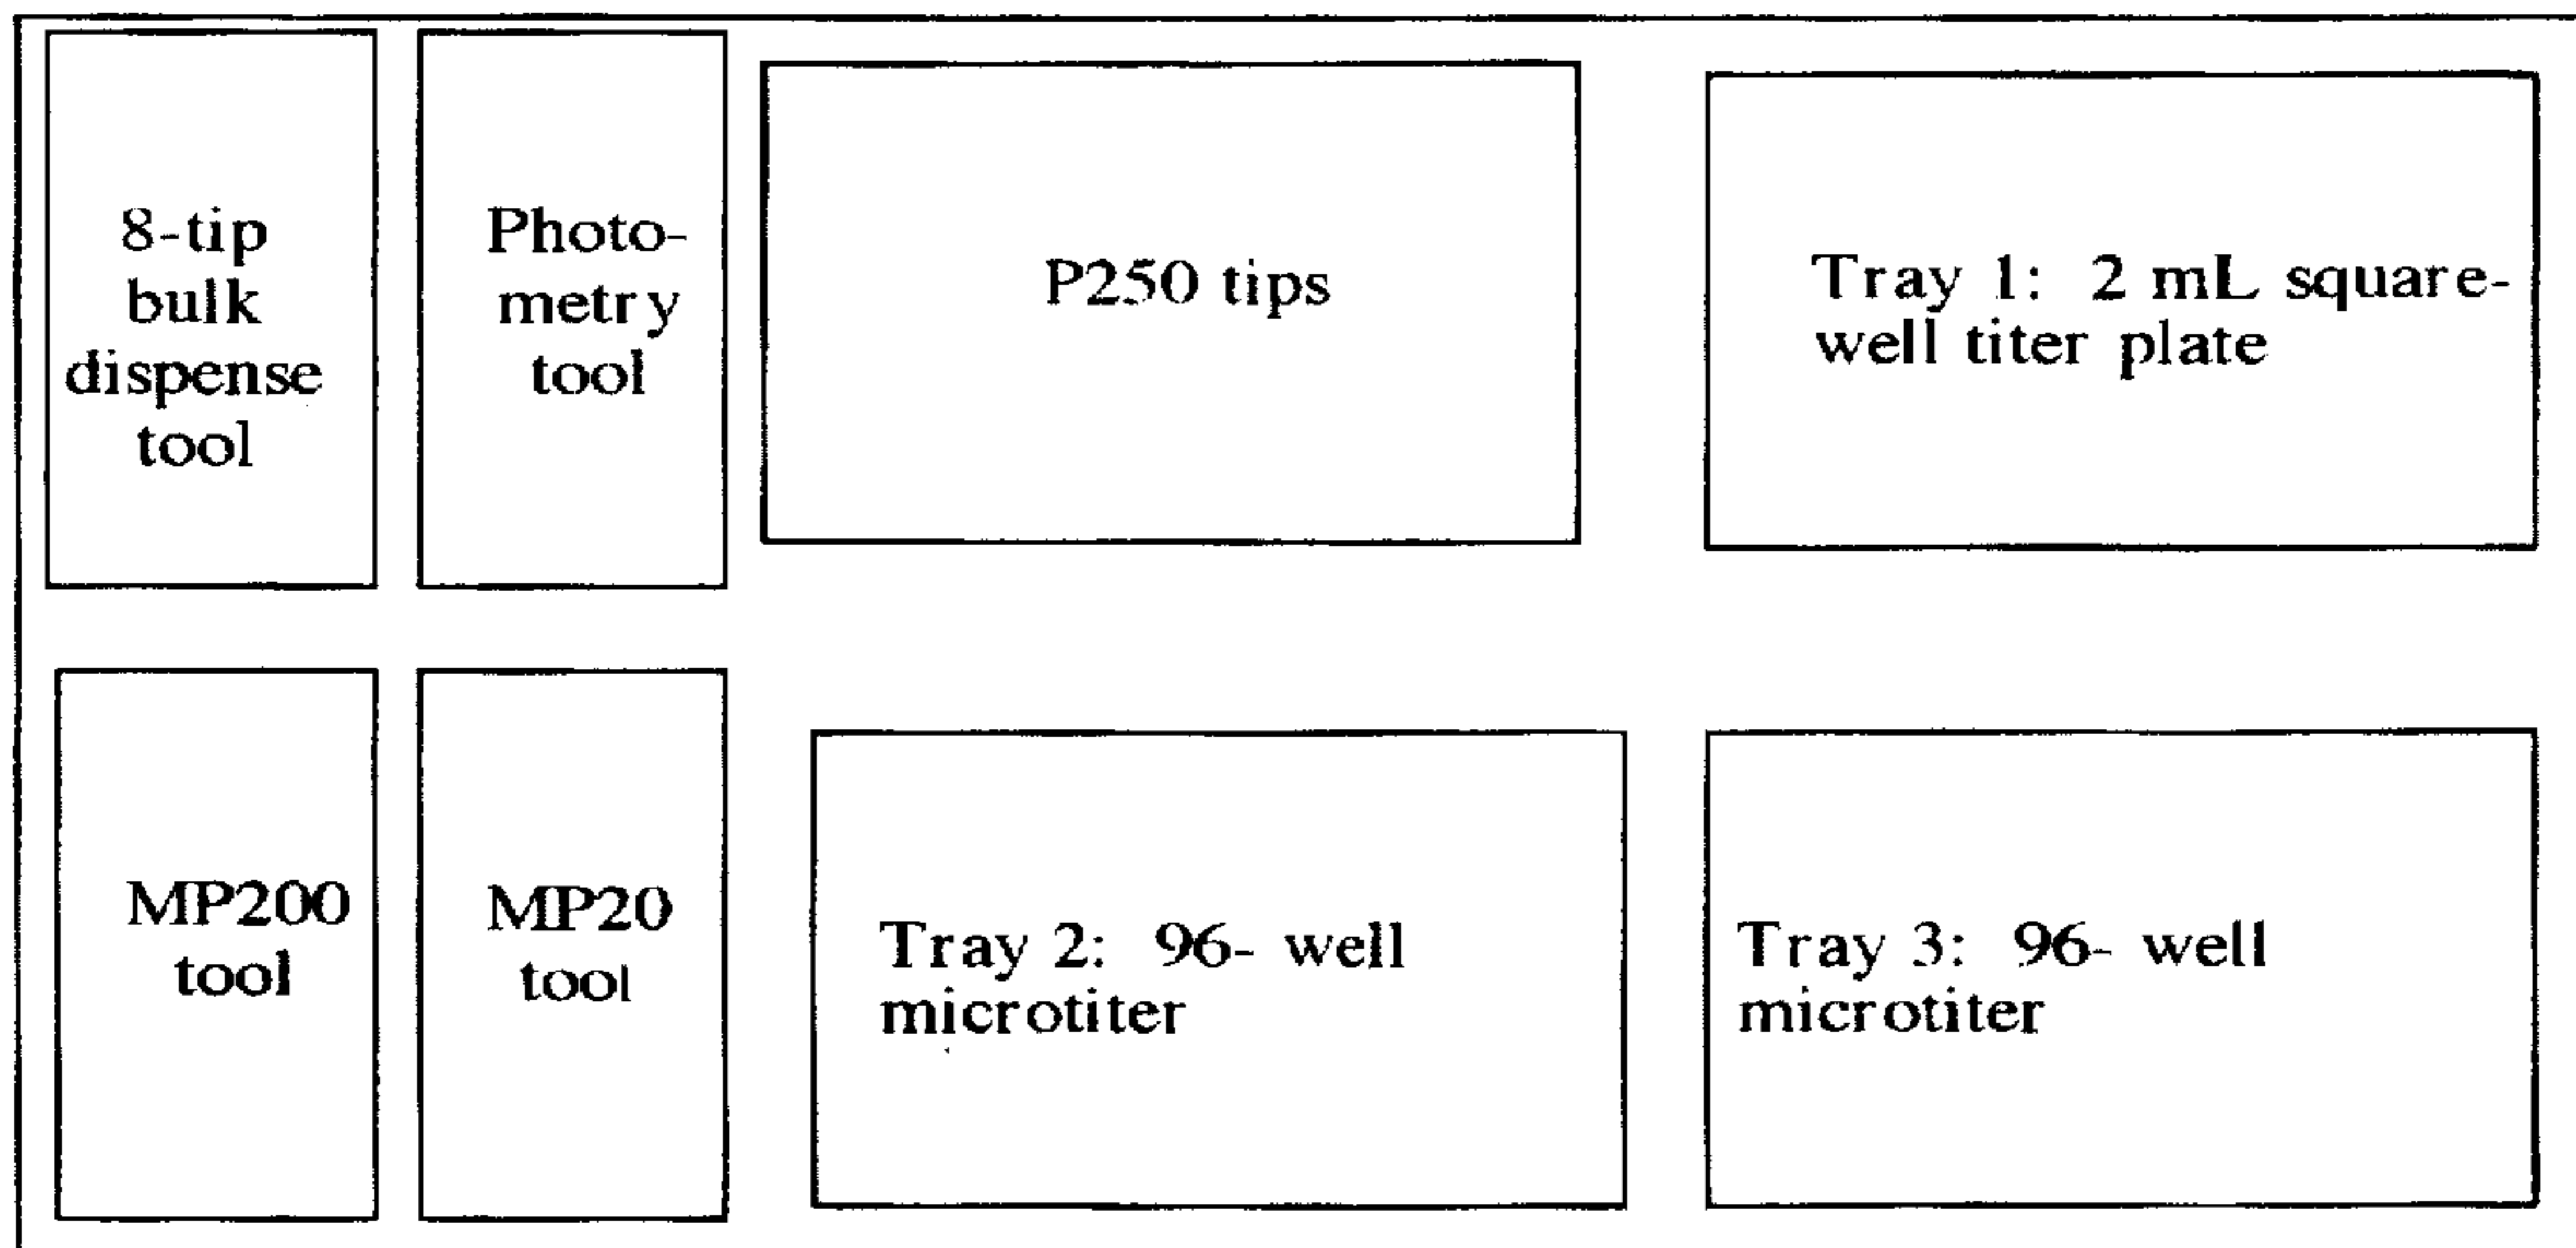 8-tip
bulk
dispense
tool
Photo-
metry
tool
P250 tips
Tray 1: 2 mL square-
well titer plate
MP200
tool
MP20
tool
Tray 2: 96- well
microtiter
Tray 3: 96- well
microtiter